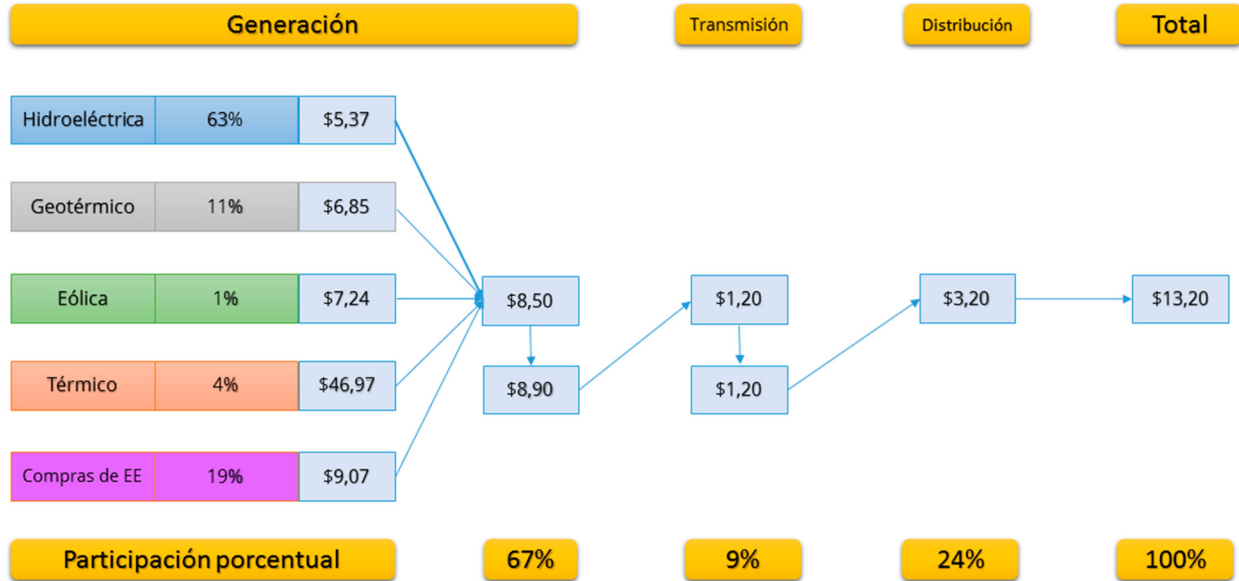 Generación
Transmisión
Distribución
Total
Hidroeléctrica 63% $5,37
Geotérmico 11% $6,85
Eólica 1% $7,24 $8,50 $1,20 $3,20 $13,20
Térmico 4% $46,97 $8,90 $1,20
Compras de EE 19% $9,07
Participación porcentual 67% 9% 24% 100%